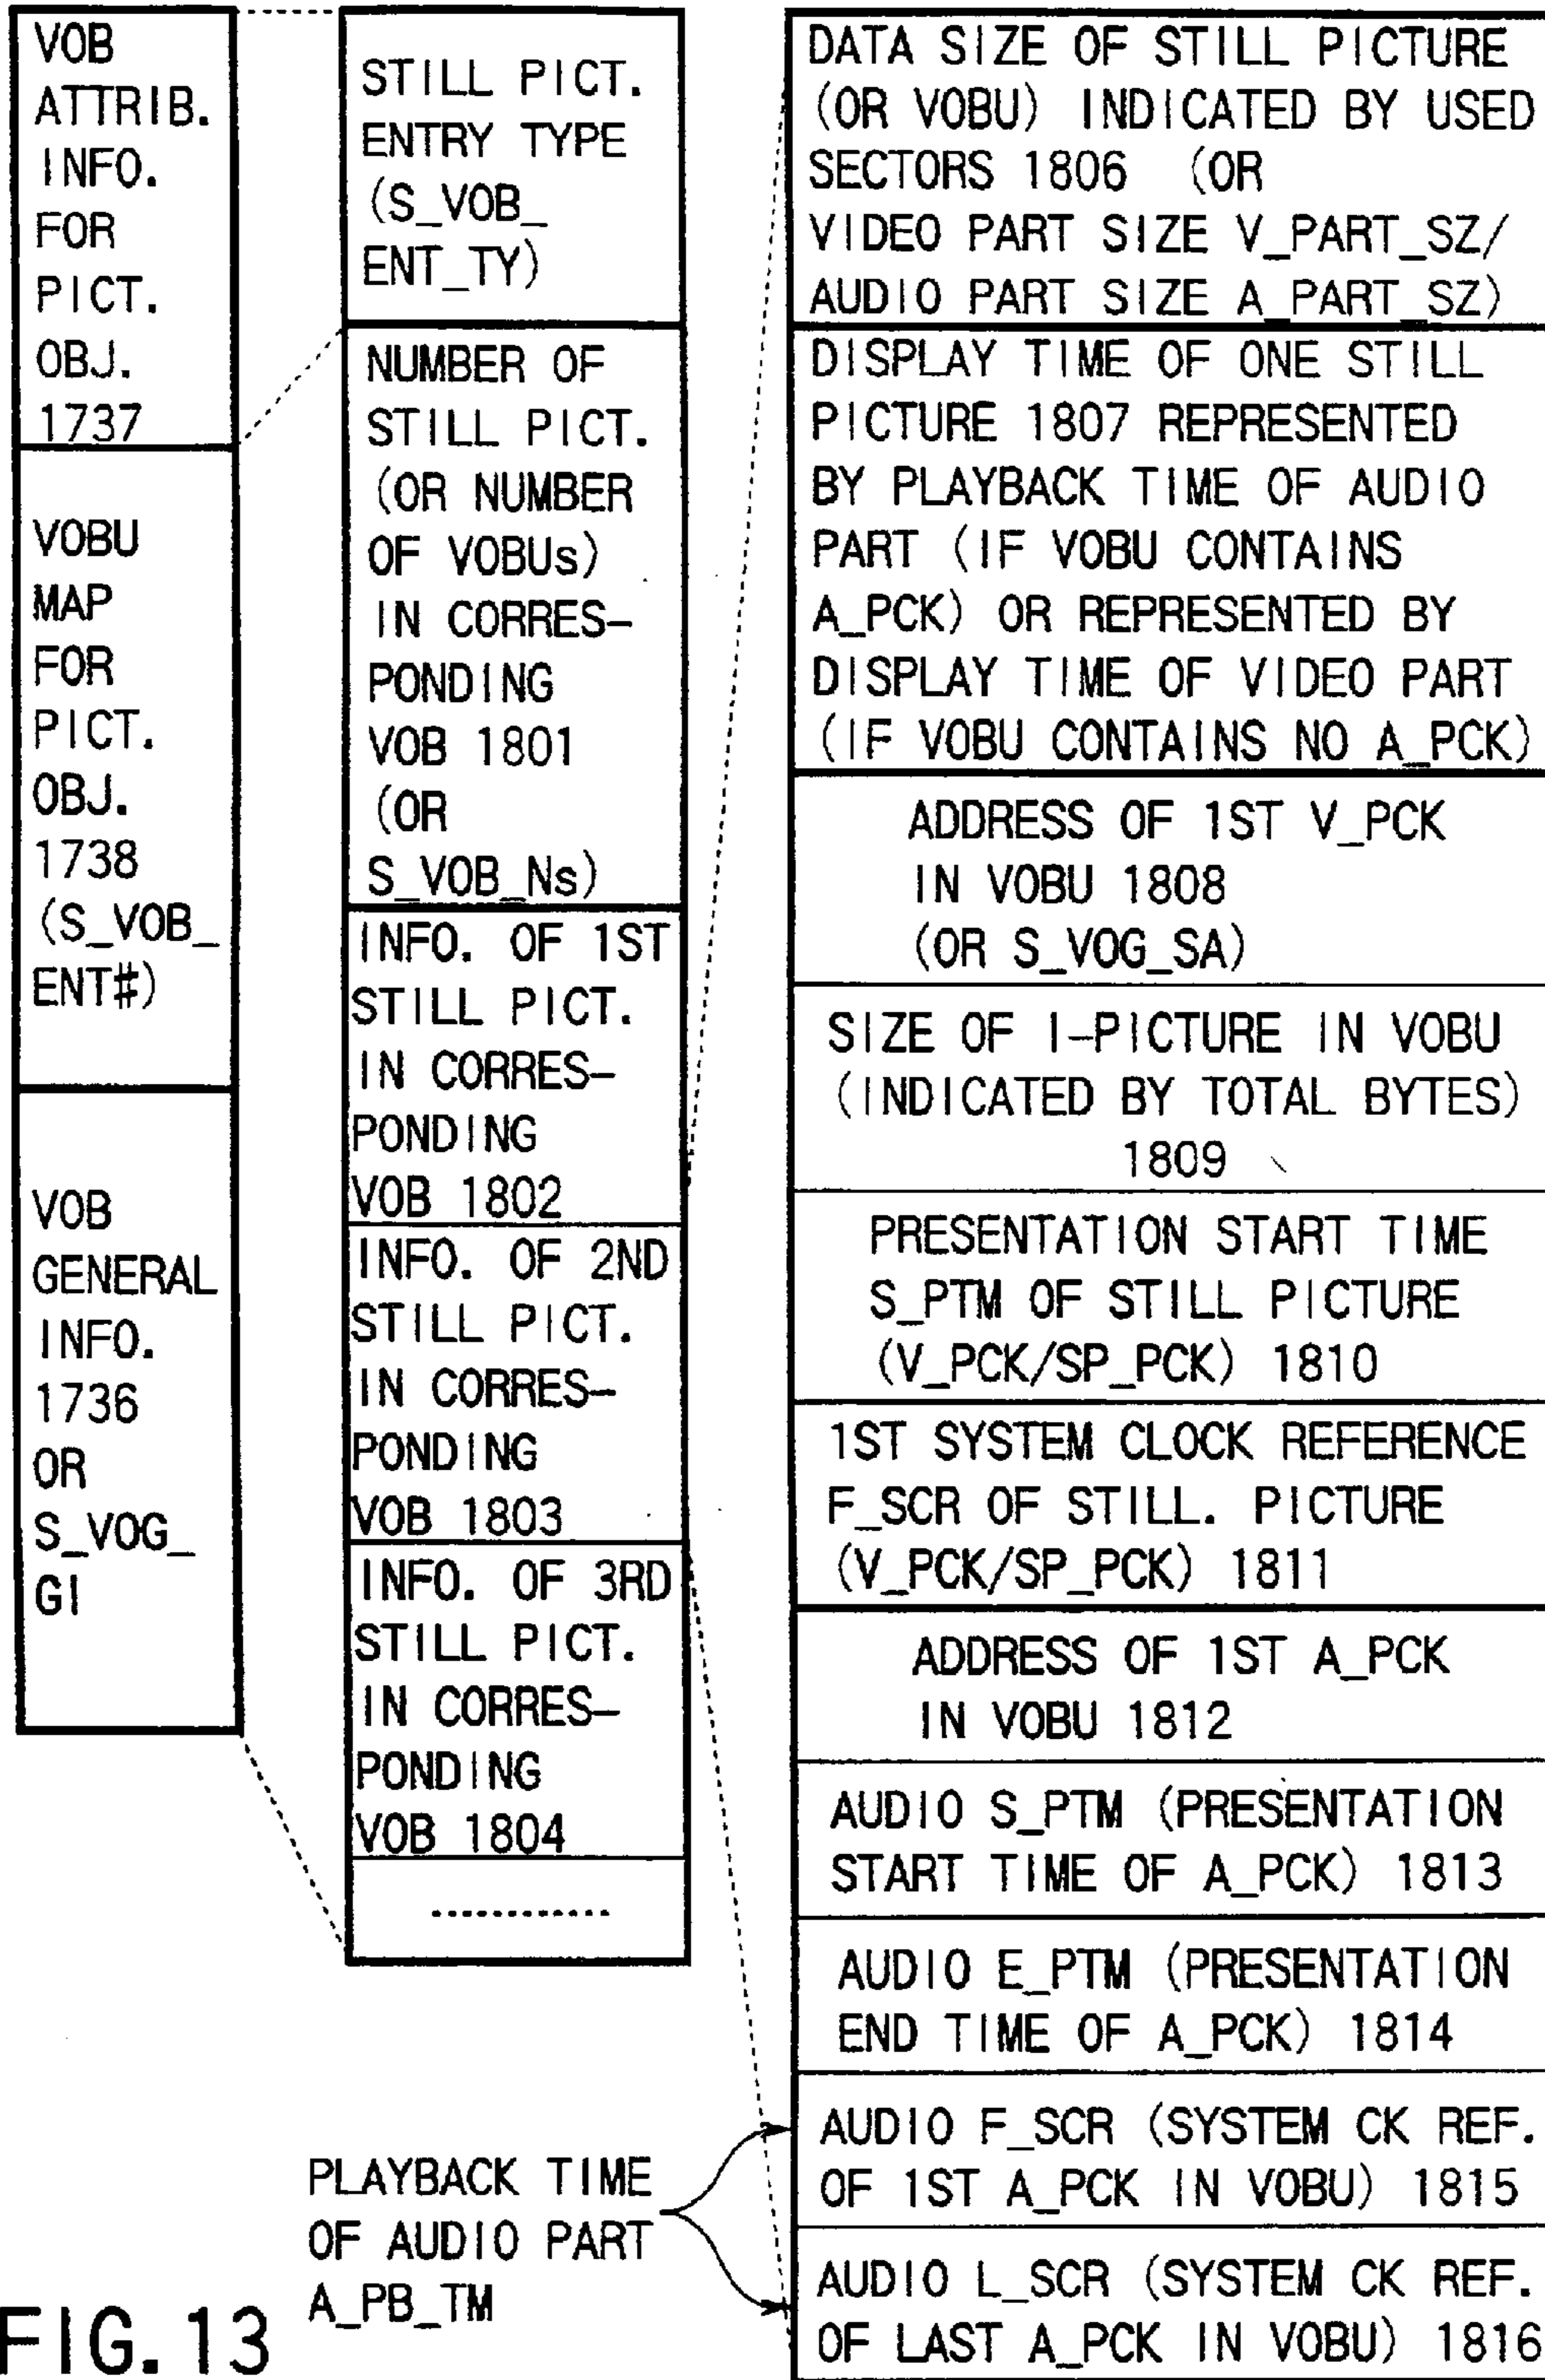 VOB
ATTRIB.
INFO.
FOR
PICT.
OBJ.
1737
VOBU
MAP
FOR
PICT.
OBJ.
1738
(S_VOB_
ENT#)
VOB
GENERAL
INFO.
1736
OR
S_VOG_
GI
STILL PICT.
ENTRY TYPE
(S_VOB_
ENT_TY)
NUMBER OF
STILL PICT.
(OR NUMBER
OF VOBUs)
IN CORRES-
PONDING
VOB 1801
(OR
S_VOB_Ns)
INFO. OF 1ST
STILL PICT.
IN CORRES-
PONDING
VOB 1802
INFO. OF 2ND
STILL PICT.
IN CORRES-
PONDING
VOB 1803
INFO. OF 3RD
STILL PICT.
IN CORRES-
PONDING
VOB 1804
............
DATA SIZE OF STILL PICTURE
(OR VOBU) INDICATED BY USED
SECTORS 1806 (OR
VIDEO PART SIZE V_PART_SZ/
AUDIO PART SIZE A_PART_SZ)
DISPLAY TIME OF ONE STILL
PICTURE 1807 REPRESENTED
BY PLAYBACK TIME OF AUDIO
PART (IF VOBU CONTAINS
A_PCK) OR REPRESENTED BY
DISPLAY TIME OF VIDEO PART
(IF VOBU CONTAINS NO A_PCK)
ADDRESS OF 1ST V_PCK
IN VOBU 1808
(OR S_VOG_SA)
SIZE OF I-PICTURE IN VOBU
(INDICATED BY TOTAL BYTES)
1809
PRESENTATION START TIME
S_PTM OF STILL PICTURE
(V_PCK/SP_PCK) 1810
1ST SYSTEM CLOCK REFERENCE
F_SCR OF STILL. PICTURE
(V_PCK/SP_PCK) 1811
ADDRESS OF 1ST A_PCK
IN VOBU 1812
AUDIO S_PTM (PRESENTATION
START TIME OF A_PCK) 1813
AUDIO E_PTM (PRESENTATION
END TIME OF A_PCK) 1814
AUDIO F_SCR (SYSTEM CK REF.
OF 1ST A_PCK IN VOBU) 1815
AUDIO L_SCR (SYSTEM CK REF.
OF LAST A_PCK IN VOBU) 1816
PLAYBACK TIME
OF AUDIO PART
A_PB_TM
FIG. 13